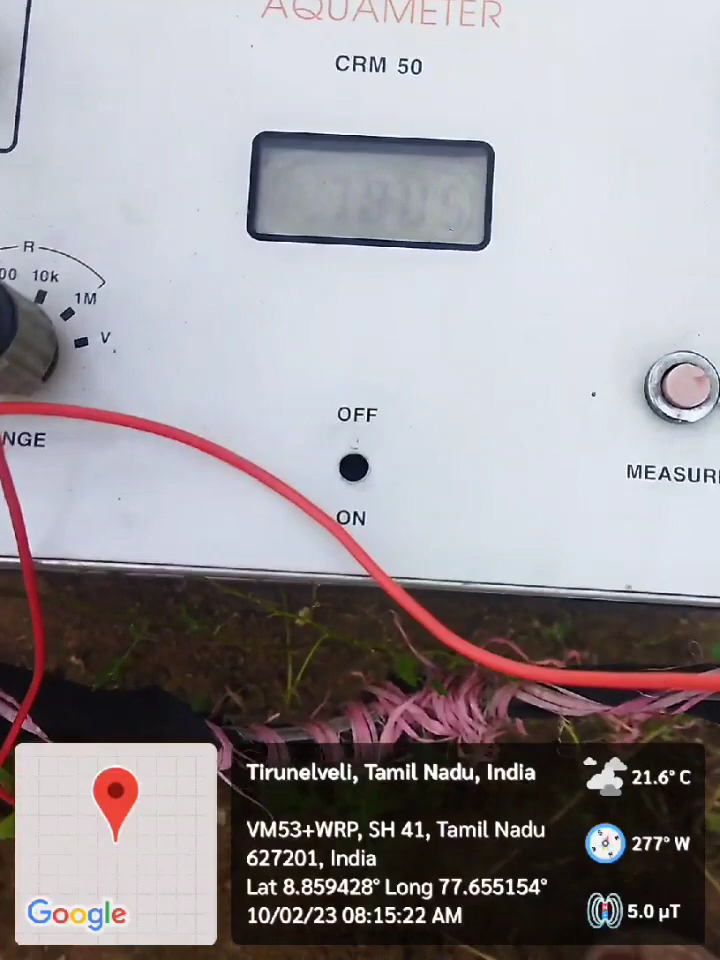 AQUAMETER
CRM 50
R
00 10k
1M
V
NGE
OFF
ON
MEASUR
Tirunelveli, Tamil Nadu, India
VM53+WRP, SH 41, Tamil Nadu
627201, India
Lat 8.859428° Long 77.655154°
10/02/23 08:15:22 AM
21.6° C
277° W
5.0 µT
Google